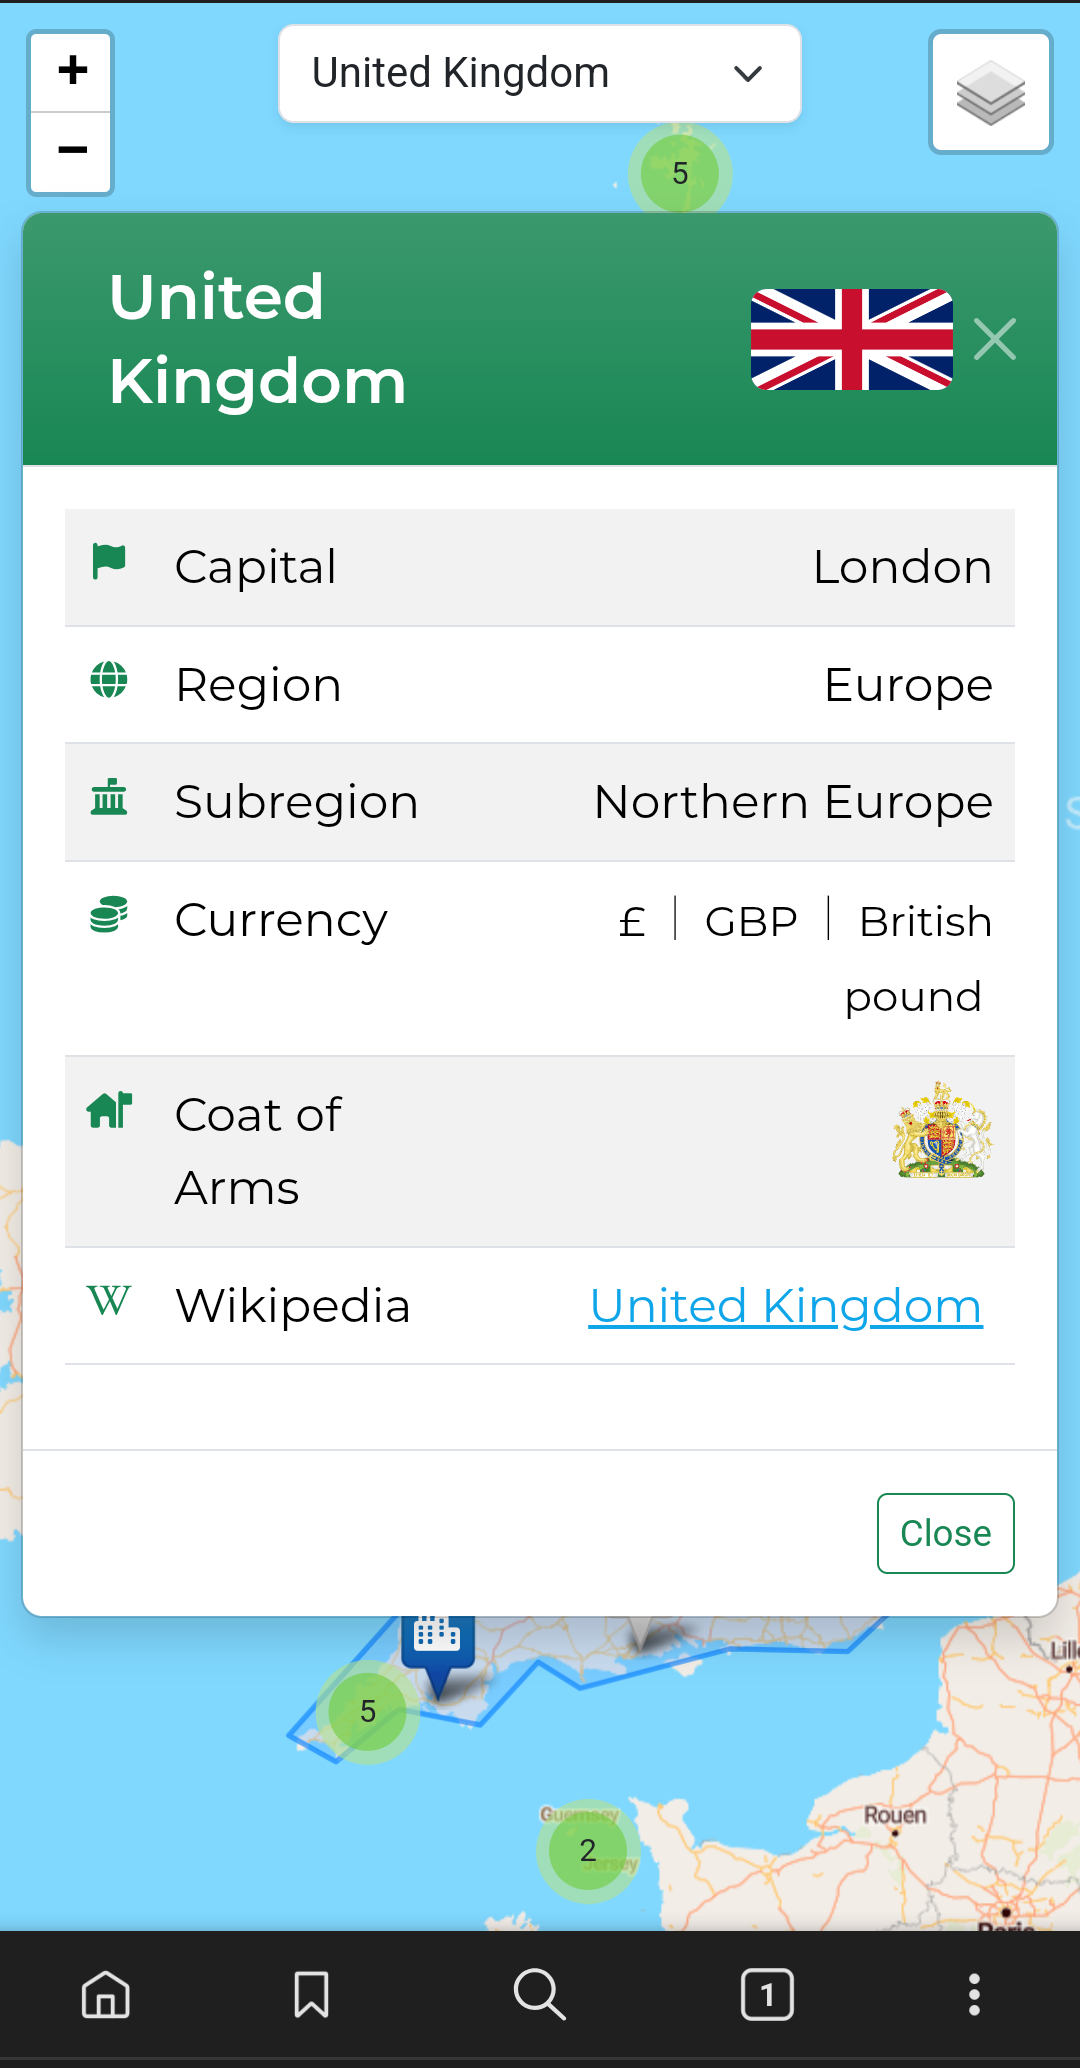 +
United Kingdom
−
5
United
Kingdom
Capital London
Region Europe
Subregion Northern Europe
Currency £ GBP British
pound
Coat of
Arms
W Wikipedia United Kingdom
Close
5
Guernsey
Rouen
2
Jersey
Paris
1